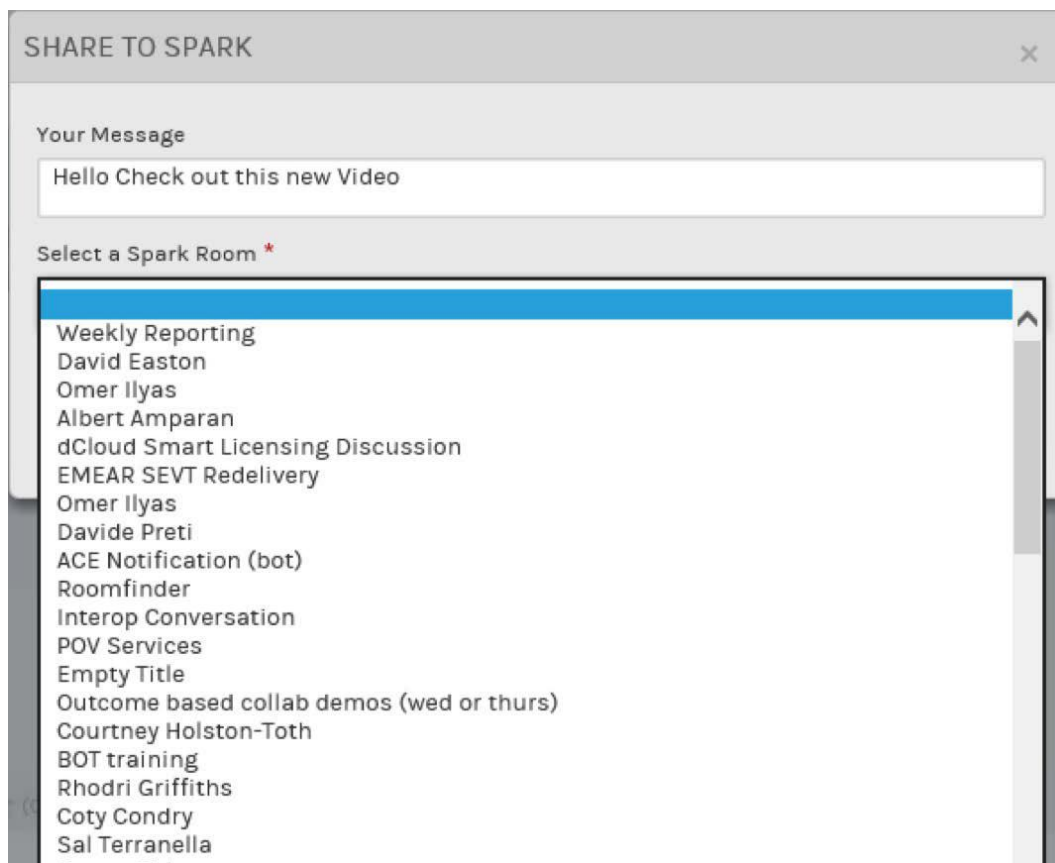 SHARE TO SPARK
×
Your Message
Hello Check out this new Video
Select a Spark Room *
Weekly Reporting
David Easton
Omer Ilyas
Albert Amparan
dCloud Smart Licensing Discussion
EMEAR SEVT Redelivery
Omer Ilyas
Davide Preti
ACE Notification (bot)
Roomfinder
Interop Conversation
POV Services
Empty Title
Outcome based collab demos (wed or thurs)
Courtney Holston-Toth
BOT training
Rhodri Griffiths
Coty Condry
Sal Terranella